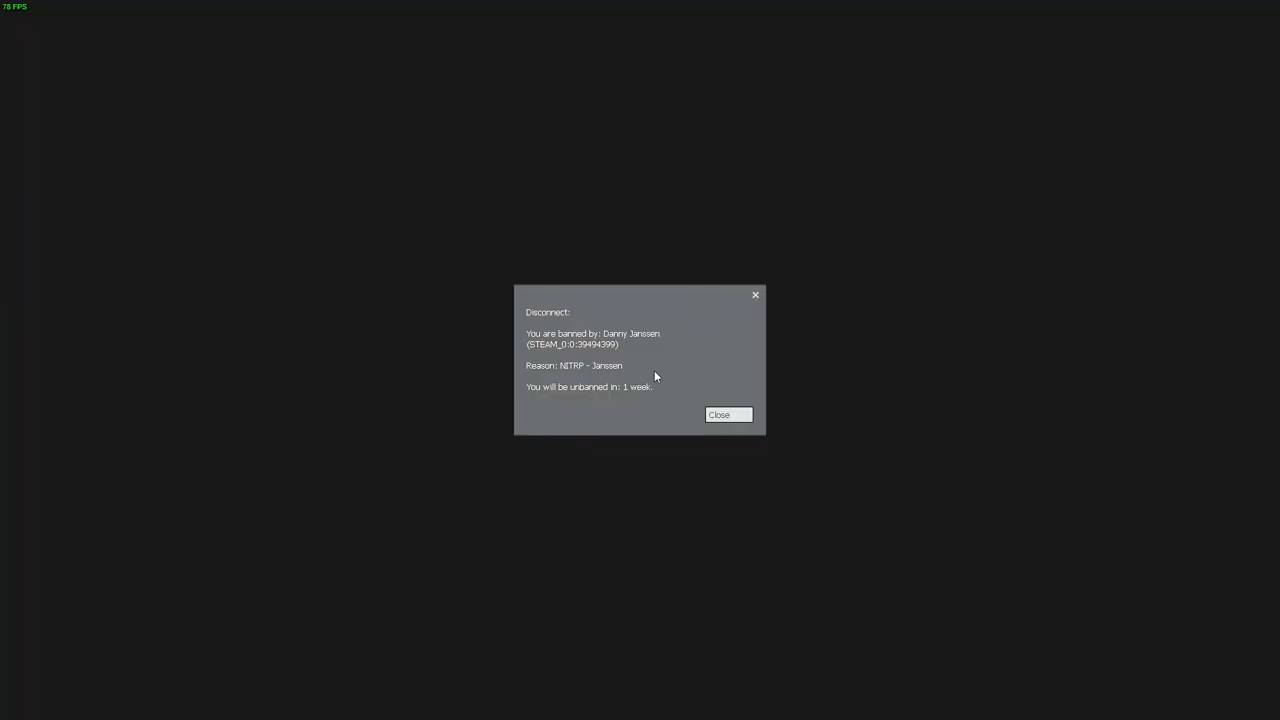 78 FPS
Disconnect:
You are banned by: Danny Janssen
(STEAM_0:0:39494399)
Reason: NITRP - Janssen
You will be unbanned in: 1 week.
Close